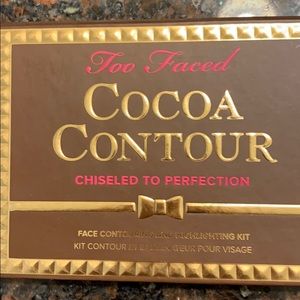 Too Faced
COCOA
CONTOUR
CHISELED TO PERFECTION
FACE HIGHLIGHTING KIT
KIT CONTOUR POUR VISAGE